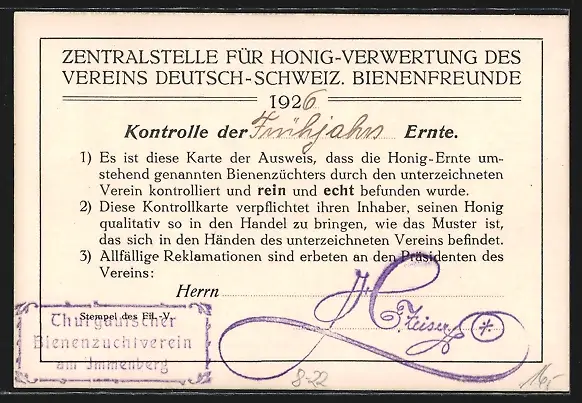 ZENTRALSTELLE FÜR HONIG-VERWERTUNG DES
VEREINS DEUTSCH-SCHWEIZ. BIENENFREUNDE
1926
Kontrolle der Frühjahrs Ernte.
1) Es ist diese Karte der Ausweis, dass die Honig-Ernte um-
stehend genannten Bienenzüchters durch den unterzeichneten
Verein kontrolliert und rein und echt befunden wurde.
2) Diese Kontrollkarte verpflichtet ihren Inhaber, seinen Honig
qualitativ so in den Handel zu bringen, wie das Muster ist,
das sich in den Händen des unterzeichneten Vereins befindet.
3) Allfällige Reklamationen sind erbeten an den Präsidenten des
Vereins:
Herrn
Stempel des Fil.-V.
Thurgauischer
Bienenzuchtverein
am Immenberg
8-22